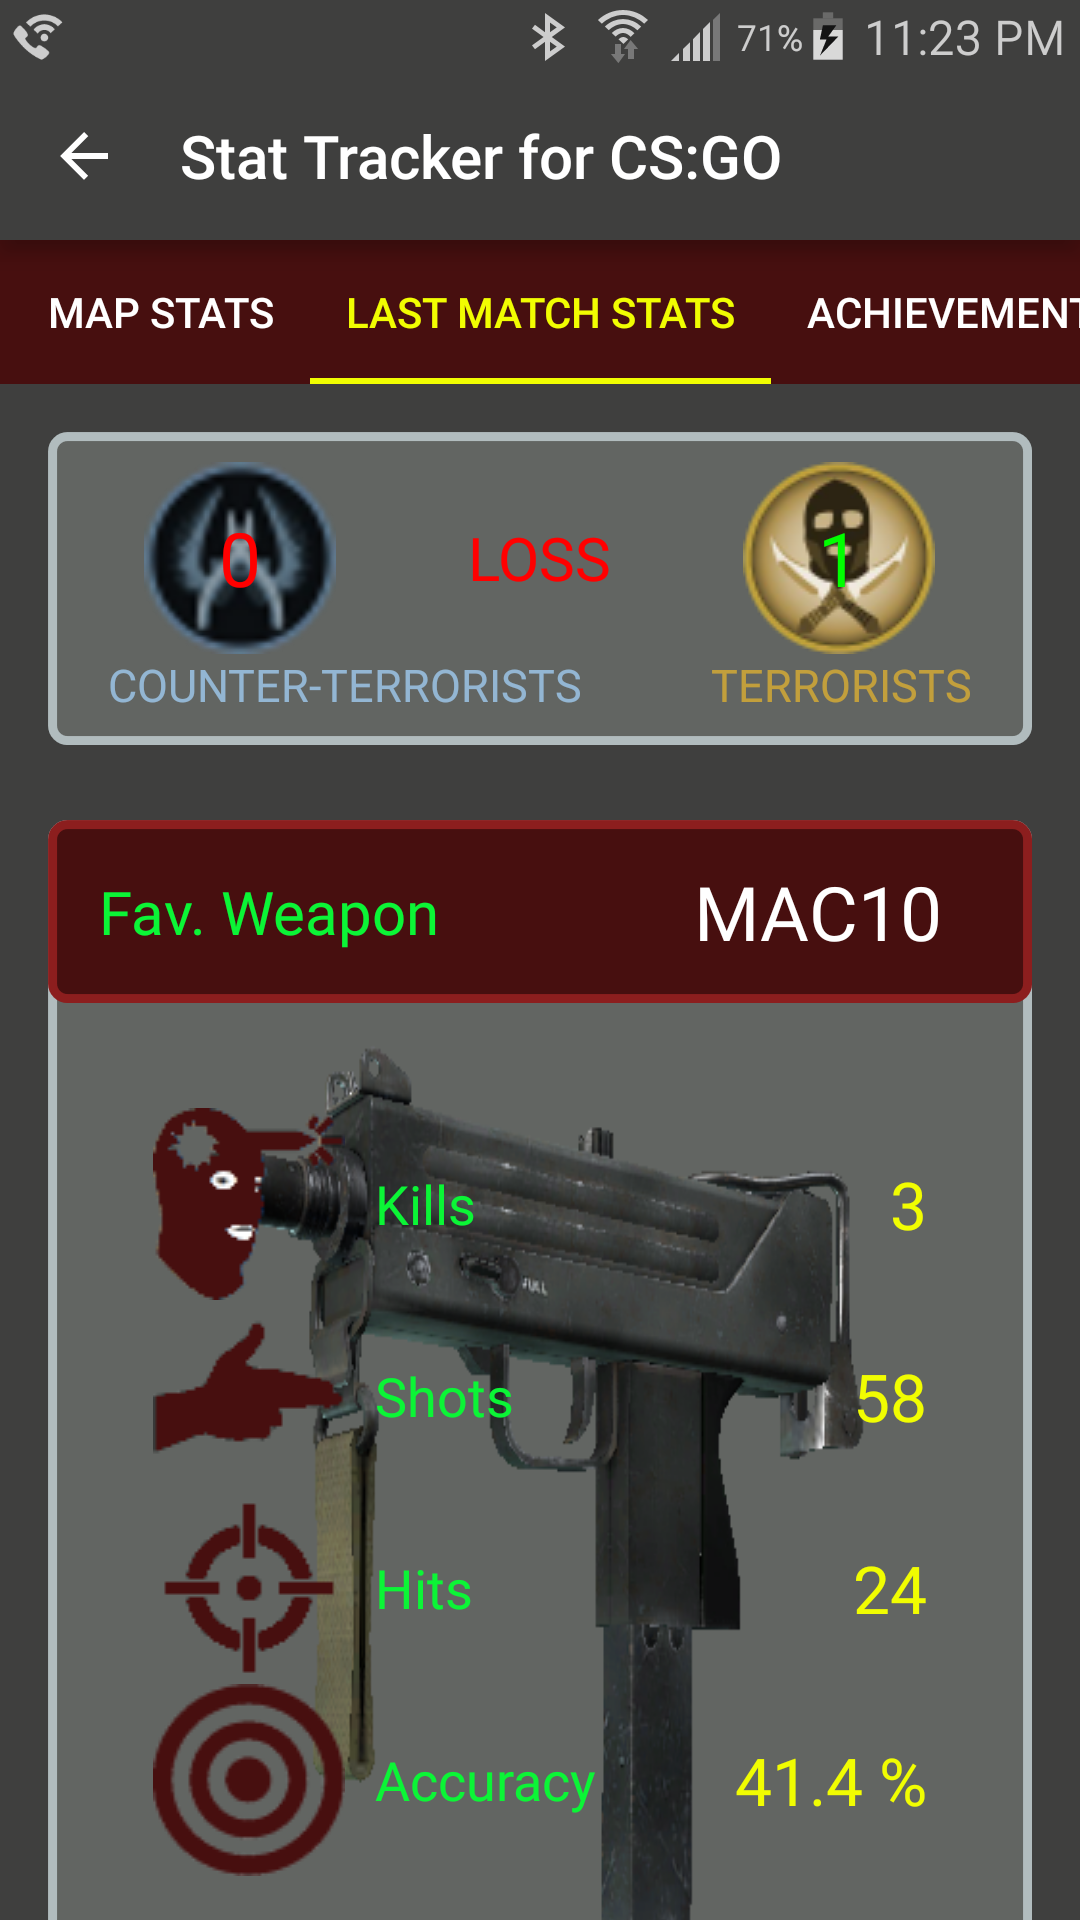 71% 11:23 PM
Stat Tracker for CS:GO
MAP STATS LAST MATCH STATS ACHIEVEMENT
0 LOSS 1
COUNTER-TERRORISTS TERRORISTS
Fav. Weapon MAC10
Kills 3
FULL
Shots 58
Hits 24
Accuracy 41.4 %